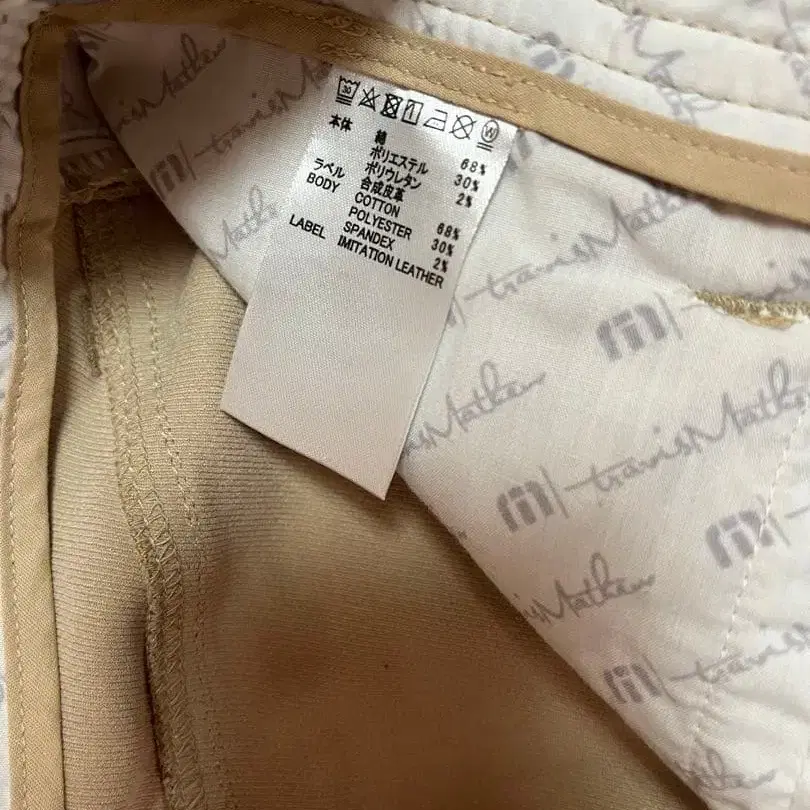 30 W
本体 綿 68%
ポリエステル 30%
ポリウレタン 2%
ラベル 合成皮革
BODY COTTON 68%
POLYESTER 30%
SPANDEX 2%
LABEL IMITATION LEATHER
travisMathew
travisMathew
travisMathew
travisMathew